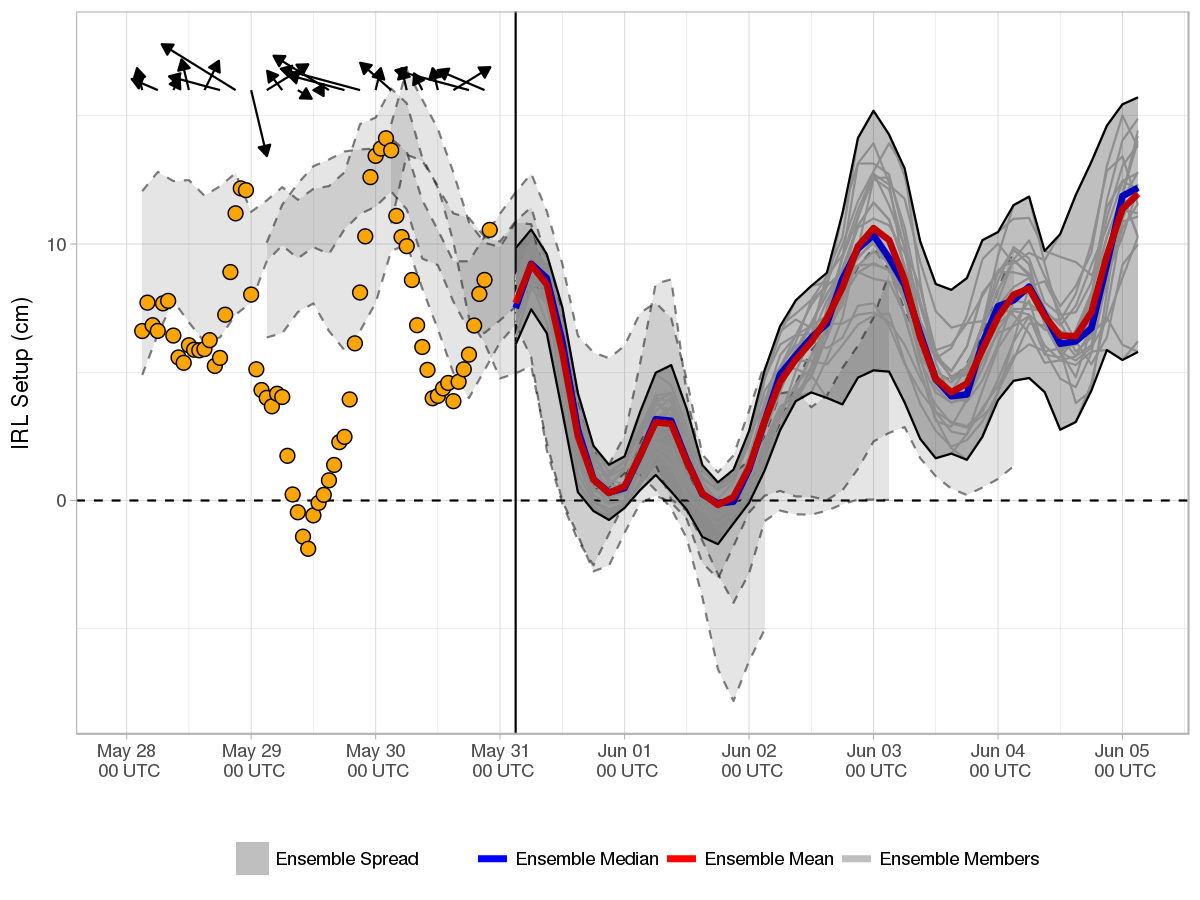 IRL Setup (cm)
10
0
May 28 May 29 May 30 May 31 Jun 01 Jun 02 Jun 03 Jun 04 Jun 05
00 UTC 00 UTC 00 UTC 00 UTC 00 UTC 00 UTC 00 UTC 00 UTC 00 UTC
Ensemble Spread Ensemble Median Ensemble Mean Ensemble Members